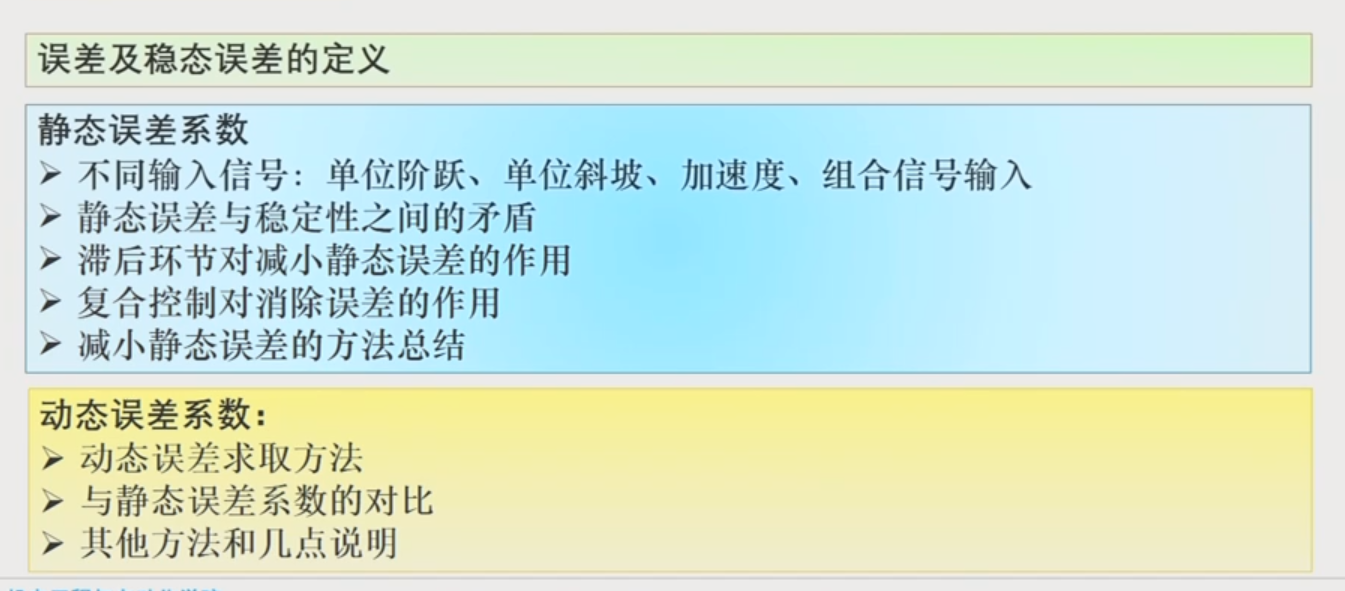 误差及稳态误差的定义
静态误差系数
➢ 不同输入信号：单位阶跃、单位斜坡、加速度、组合信号输入
➢ 静态误差与稳定性之间的矛盾
➢ 滞后环节对减小静态误差的作用
➢ 复合控制对消除误差的作用
➢ 减小静态误差的方法总结
动态误差系数：
➢ 动态误差求取方法
➢ 与静态误差系数的对比
➢ 其他方法和几点说明